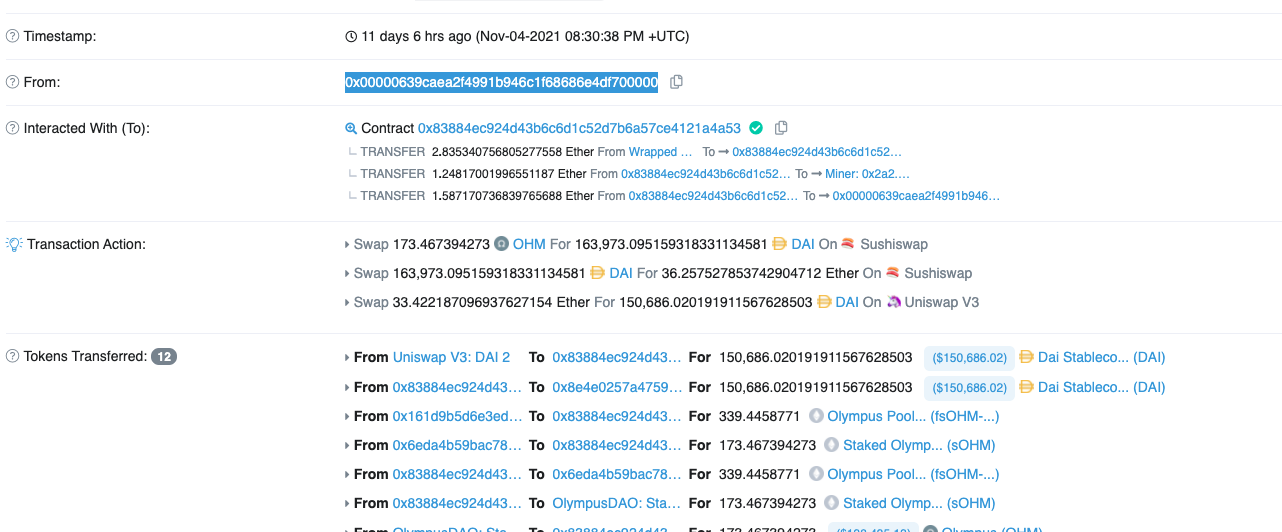 Timestamp: 11 days 6 hrs ago (Nov-04-2021 08:30:38 PM +UTC)
From: 0x00000639caea2f4991b946c1f68686e4df700000
Interacted With (To): Contract 0x83884ec924d43b6c6d1c52d7b6a57ce4121a4a53
TRANSFER 2.835340756805277558 Ether From Wrapped ... To → 0x83884ec924d43b6c6d1c52...
TRANSFER 1.24817001996551187 Ether From 0x83884ec924d43b6c6d1c52... To → Miner: 0x2a2....
TRANSFER 1.587170736839765688 Ether From 0x83884ec924d43b6c6d1c52... To → 0x00000639caea2f4991b946...
Transaction Action: Swap 173.467394273 OHM For 163,973.095159318331134581 DAI On Sushiswap
Swap 163,973.095159318331134581 DAI For 36.257527853742904712 Ether On Sushiswap
Swap 33.422187096937627154 Ether For 150,686.020191911567628503 DAI On Uniswap V3
Tokens Transferred: 12 From Uniswap V3: DAI 2 To 0x83884ec924d43... For 150,686.020191911567628503 ($150,686.02) Dai Stableco... (DAI)
From 0x83884ec924d43... To 0x8e4e0257a4759... For 150,686.020191911567628503 ($150,686.02) Dai Stableco... (DAI)
From 0x161d9b5d6e3ed... To 0x83884ec924d43... For 339.4458771 Olympus Pool... (fsOHM-...)
From 0x6eda4b59bac78... To 0x83884ec924d43... For 173.467394273 Staked Olymp... (sOHM)
From 0x83884ec924d43... To 0x6eda4b59bac78... For 339.4458771 Olympus Pool... (fsOHM-...)
From 0x83884ec924d43... To OlympusDAO: Sta... For 173.467394273 Staked Olymp... (sOHM)
From OlympusDAO: Sta... To 0x83884ec924d43... For 173.467394273 Olympus (OHM)